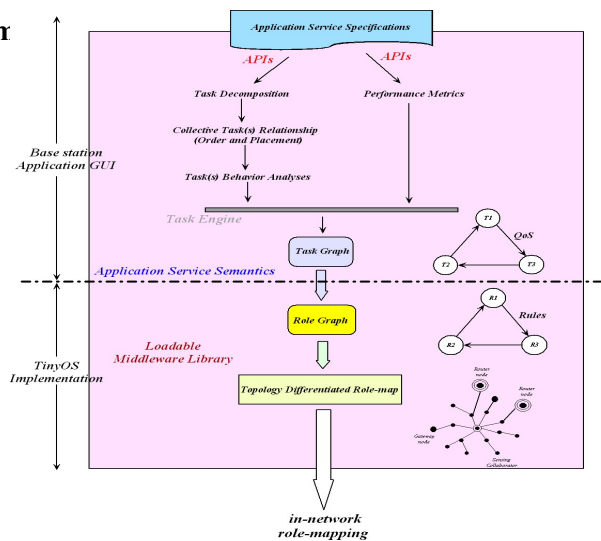 Application Service Specifications
APIs
APIs
Task Decomposition
Performance Metrics
Collective Task(s) Relationship
(Order and Placement)
Base station
Application GUI
Task(s) Behavior Analyses
Task Engine
T1
QoS
Task Graph
T2
T3
Application Service Semantics
R1
Rules
Role Graph
Loadable
Middleware Library
R2
R3
TinyOS
Implementation
Router
node
Topology Differentiated Role-map
Router
node
Gateway
node
Sensing
Collaborator
in-network
role-mapping